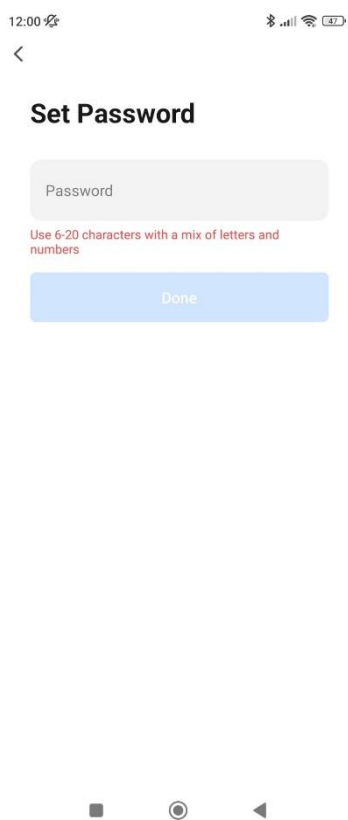 12:00
47
Set Password
Password
Use 6-20 characters with a mix of letters and
numbers
Done